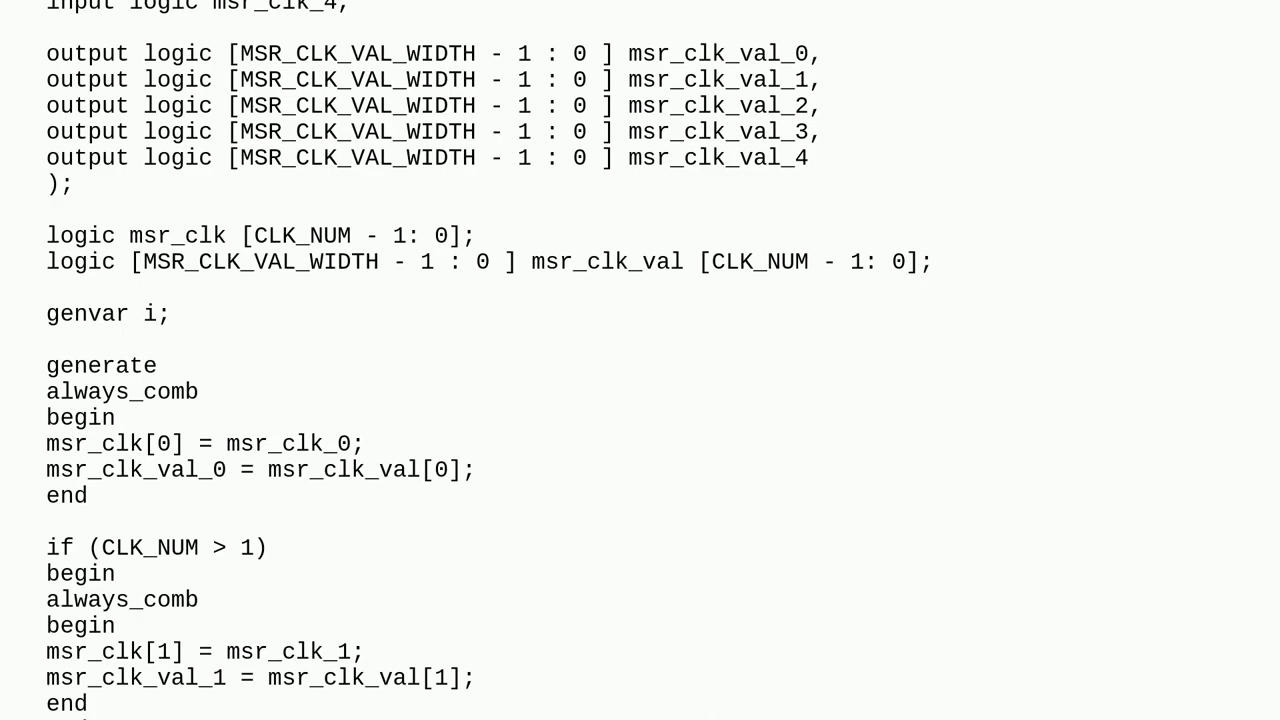 input logic msr_clk_4,
output logic [MSR_CLK_VAL_WIDTH - 1 : 0 ] msr_clk_val_0,
output logic [MSR_CLK_VAL_WIDTH - 1 : 0 ] msr_clk_val_1,
output logic [MSR_CLK_VAL_WIDTH - 1 : 0 ] msr_clk_val_2,
output logic [MSR_CLK_VAL_WIDTH - 1 : 0 ] msr_clk_val_3,
output logic [MSR_CLK_VAL_WIDTH - 1 : 0 ] msr_clk_val_4
);
logic msr_clk [CLK_NUM - 1: 0];
logic [MSR_CLK_VAL_WIDTH - 1 : 0 ] msr_clk_val [CLK_NUM - 1: 0];
genvar i;
generate
always_comb
begin
msr_clk[0] = msr_clk_0;
msr_clk_val_0 = msr_clk_val[0];
end
if (CLK_NUM > 1)
begin
always_comb
begin
msr_clk[1] = msr_clk_1;
msr_clk_val_1 = msr_clk_val[1];
end